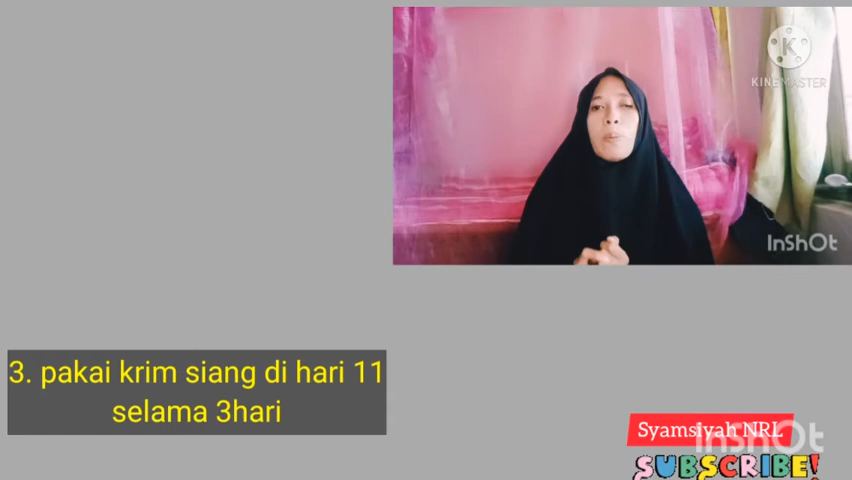 KINEMASTER
InShOt
3. pakai krim siang di hari 11
selama 3hari
Syamsiyah NRL
InShOt
SUBSCRIBE!